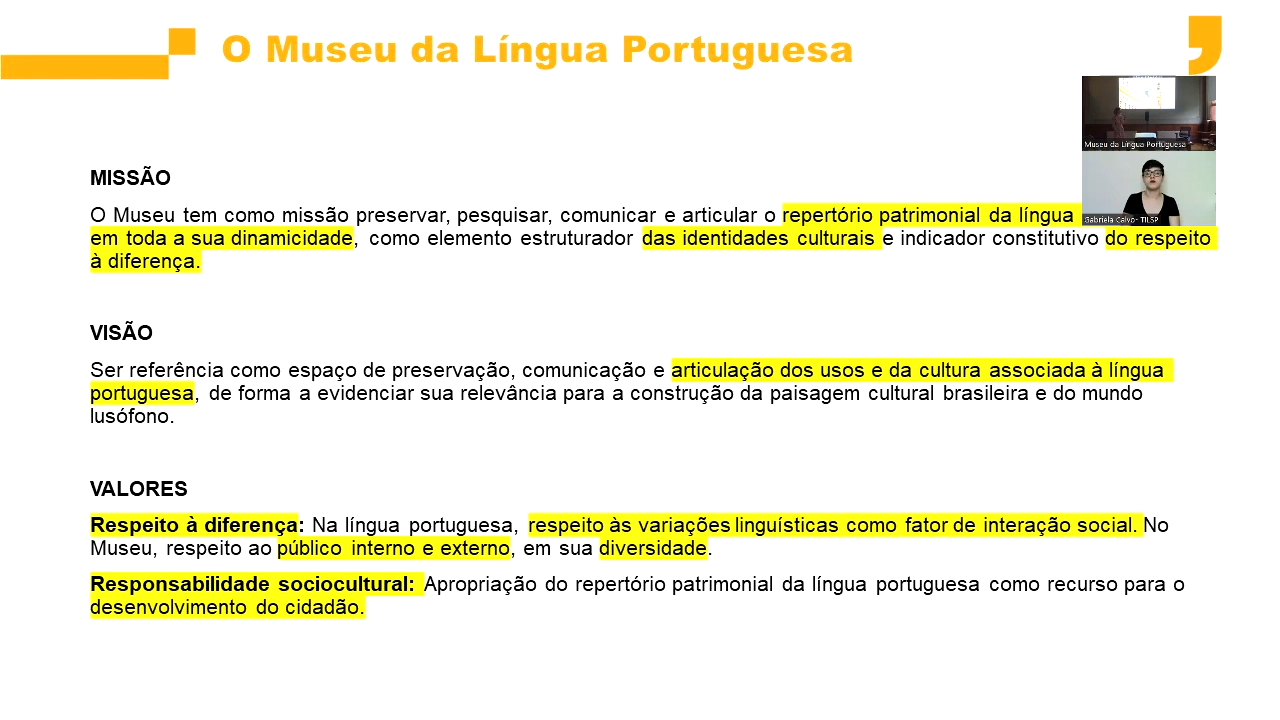 O Museu da Língua Portuguesa
Museu da Língua Portuguesa
Gabriela Calvo- TILSP
MISSÃO
O Museu tem como missão preservar, pesquisar, comunicar e articular o repertório patrimonial da língua
em toda a sua dinamicidade, como elemento estruturador das identidades culturais e indicador constitutivo do respeito
à diferença.
VISÃO
Ser referência como espaço de preservação, comunicação e articulação dos usos e da cultura associada à língua
portuguesa, de forma a evidenciar sua relevância para a construção da paisagem cultural brasileira e do mundo
lusófono.
VALORES
Respeito à diferença: Na língua portuguesa, respeito às variações linguísticas como fator de interação social. No
Museu, respeito ao público interno e externo, em sua diversidade.
Responsabilidade sociocultural: Apropriação do repertório patrimonial da língua portuguesa como recurso para o
desenvolvimento do cidadão.